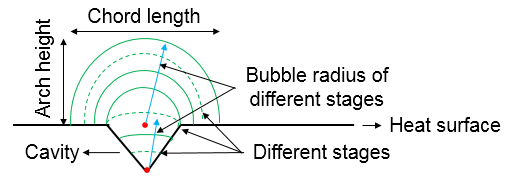 Chord length
Arch height
Bubble radius of
different stages
Heat surface
Cavity
Different stages